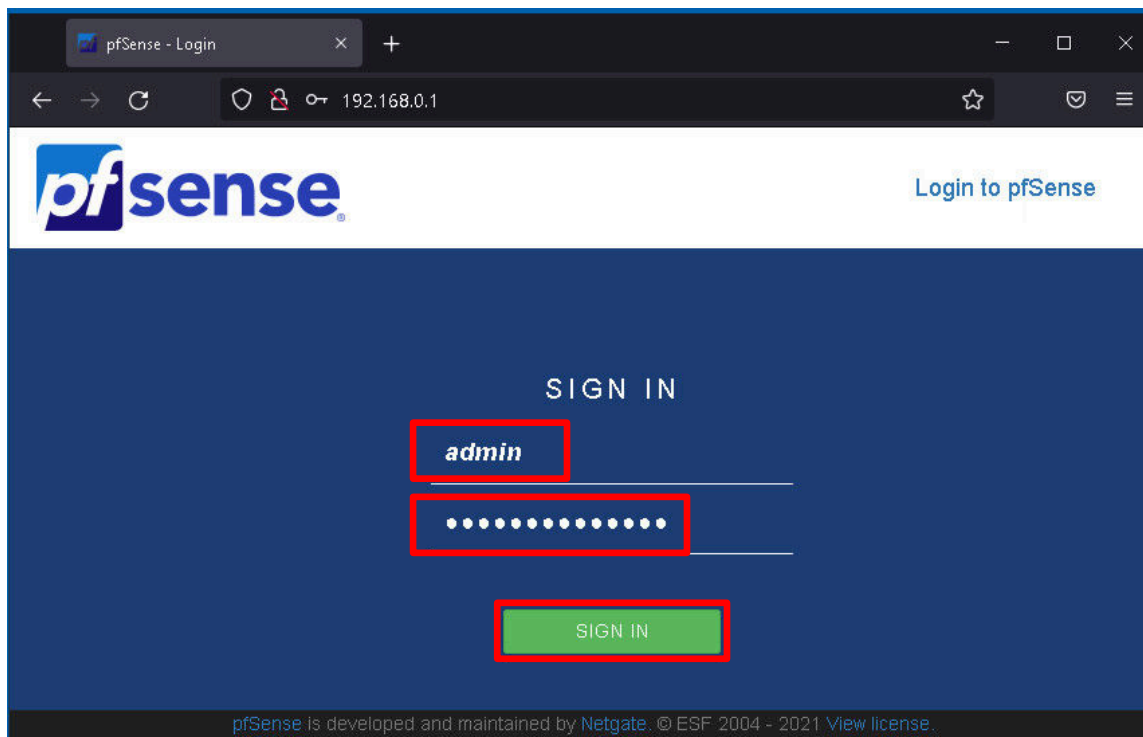 pfSense - Login
192.168.0.1
pfsense®
Login to pfSense
SIGN IN
admin
••••••••••••••
SIGN IN
pfSense is developed and maintained by Netgate. © ESF 2004 - 2021 View license.